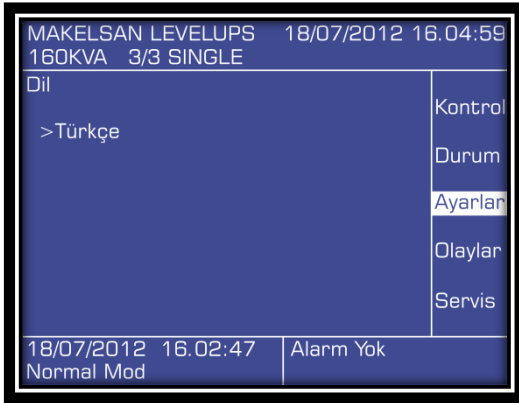 MAKELSAN LEVELUPS 18/07/2012 16.04:59
160KVA 3/3 SINGLE
Dil
>Türkçe
Kontrol
Durum
Ayarlar
Olaylar
Servis
18/07/2012 16.02:47 Alarm Yok
Normal Mod